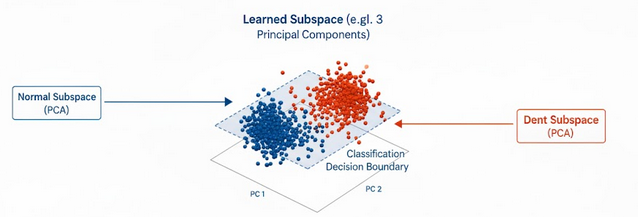 Learned Subspace (e.gl. 3
Principal Components)
Normal Subspace
(PCA)
Dent Subspace
(PCA)
Classification
Decision Boundary
PC 1
PC 2